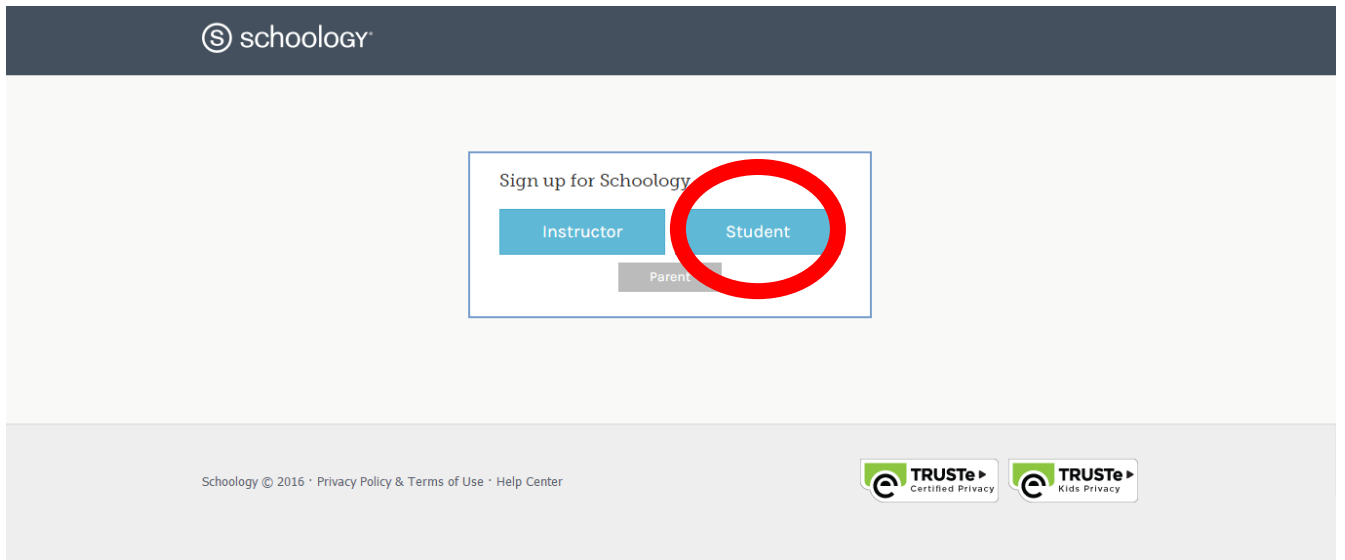 S schoology
Sign up for Schoology
Instructor
Student
Parent
Schoology © 2016 · Privacy Policy & Terms of Use · Help Center
e TRUSTe
Certified Privacy
e TRUSTe
Kids Privacy